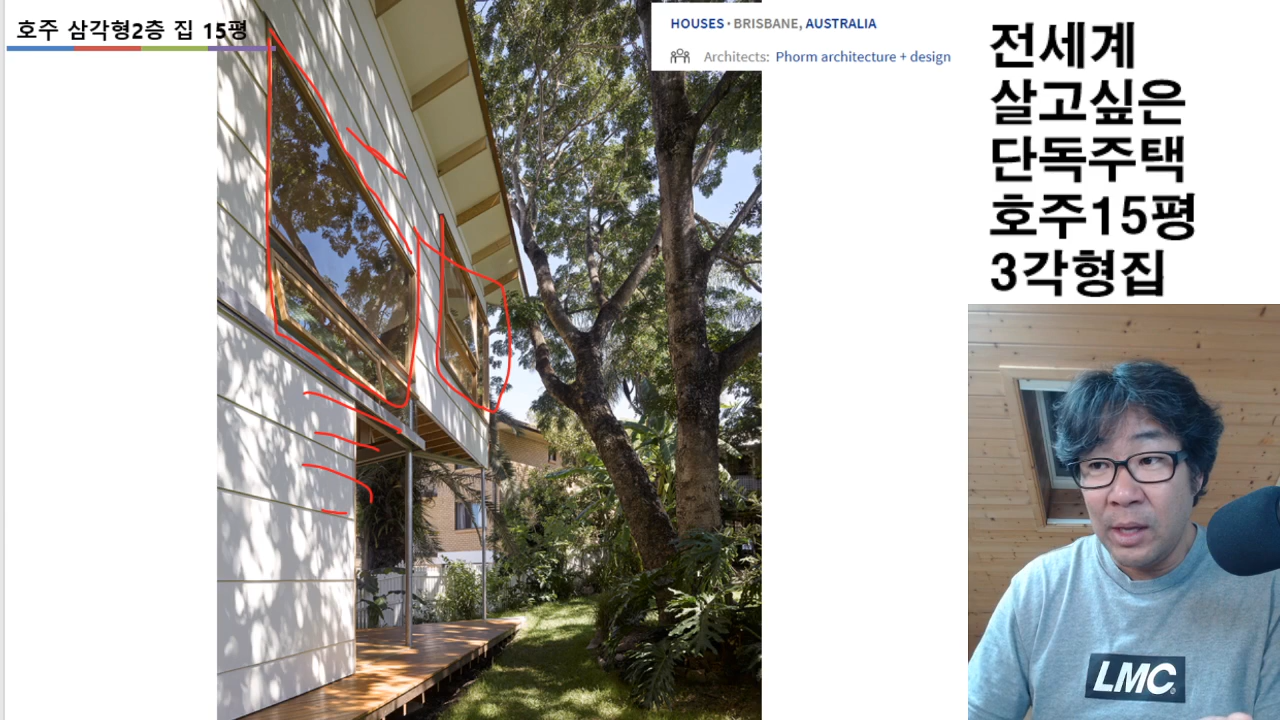 호주 삼각형2층 집 15평
HOUSES • BRISBANE, AUSTRALIA
Architects: Phorm architecture + design
전세계
살고싶은
단독주택
호주15평
3각형집
LMC